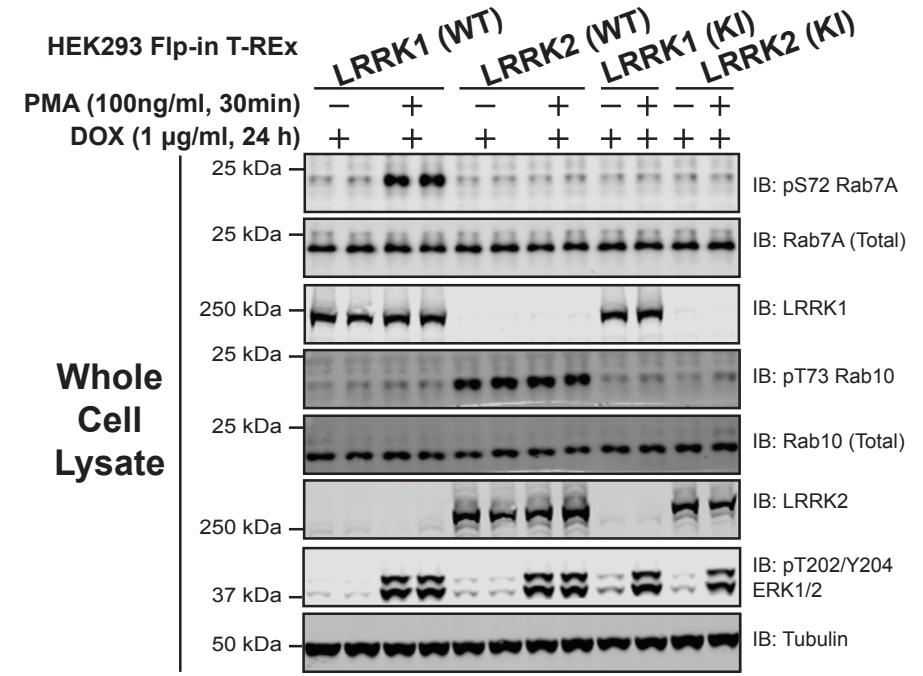 HEK293 Flp-in T-REx
LRRK1 (WT) LRRK2 (WT) LRRK1 (KI) LRRK2 (KI)
PMA (100ng/ml, 30min) − + − + − + − +
DOX (1 µg/ml, 24 h) + + + + + + + +
Whole
Cell
Lysate
25 kDa IB: pS72 Rab7A
25 kDa IB: Rab7A (Total)
250 kDa IB: LRRK1
25 kDa IB: pT73 Rab10
25 kDa IB: Rab10 (Total)
IB: LRRK2
250 kDa
IB: pT202/Y204
37 kDa ERK1/2
50 kDa IB: Tubulin